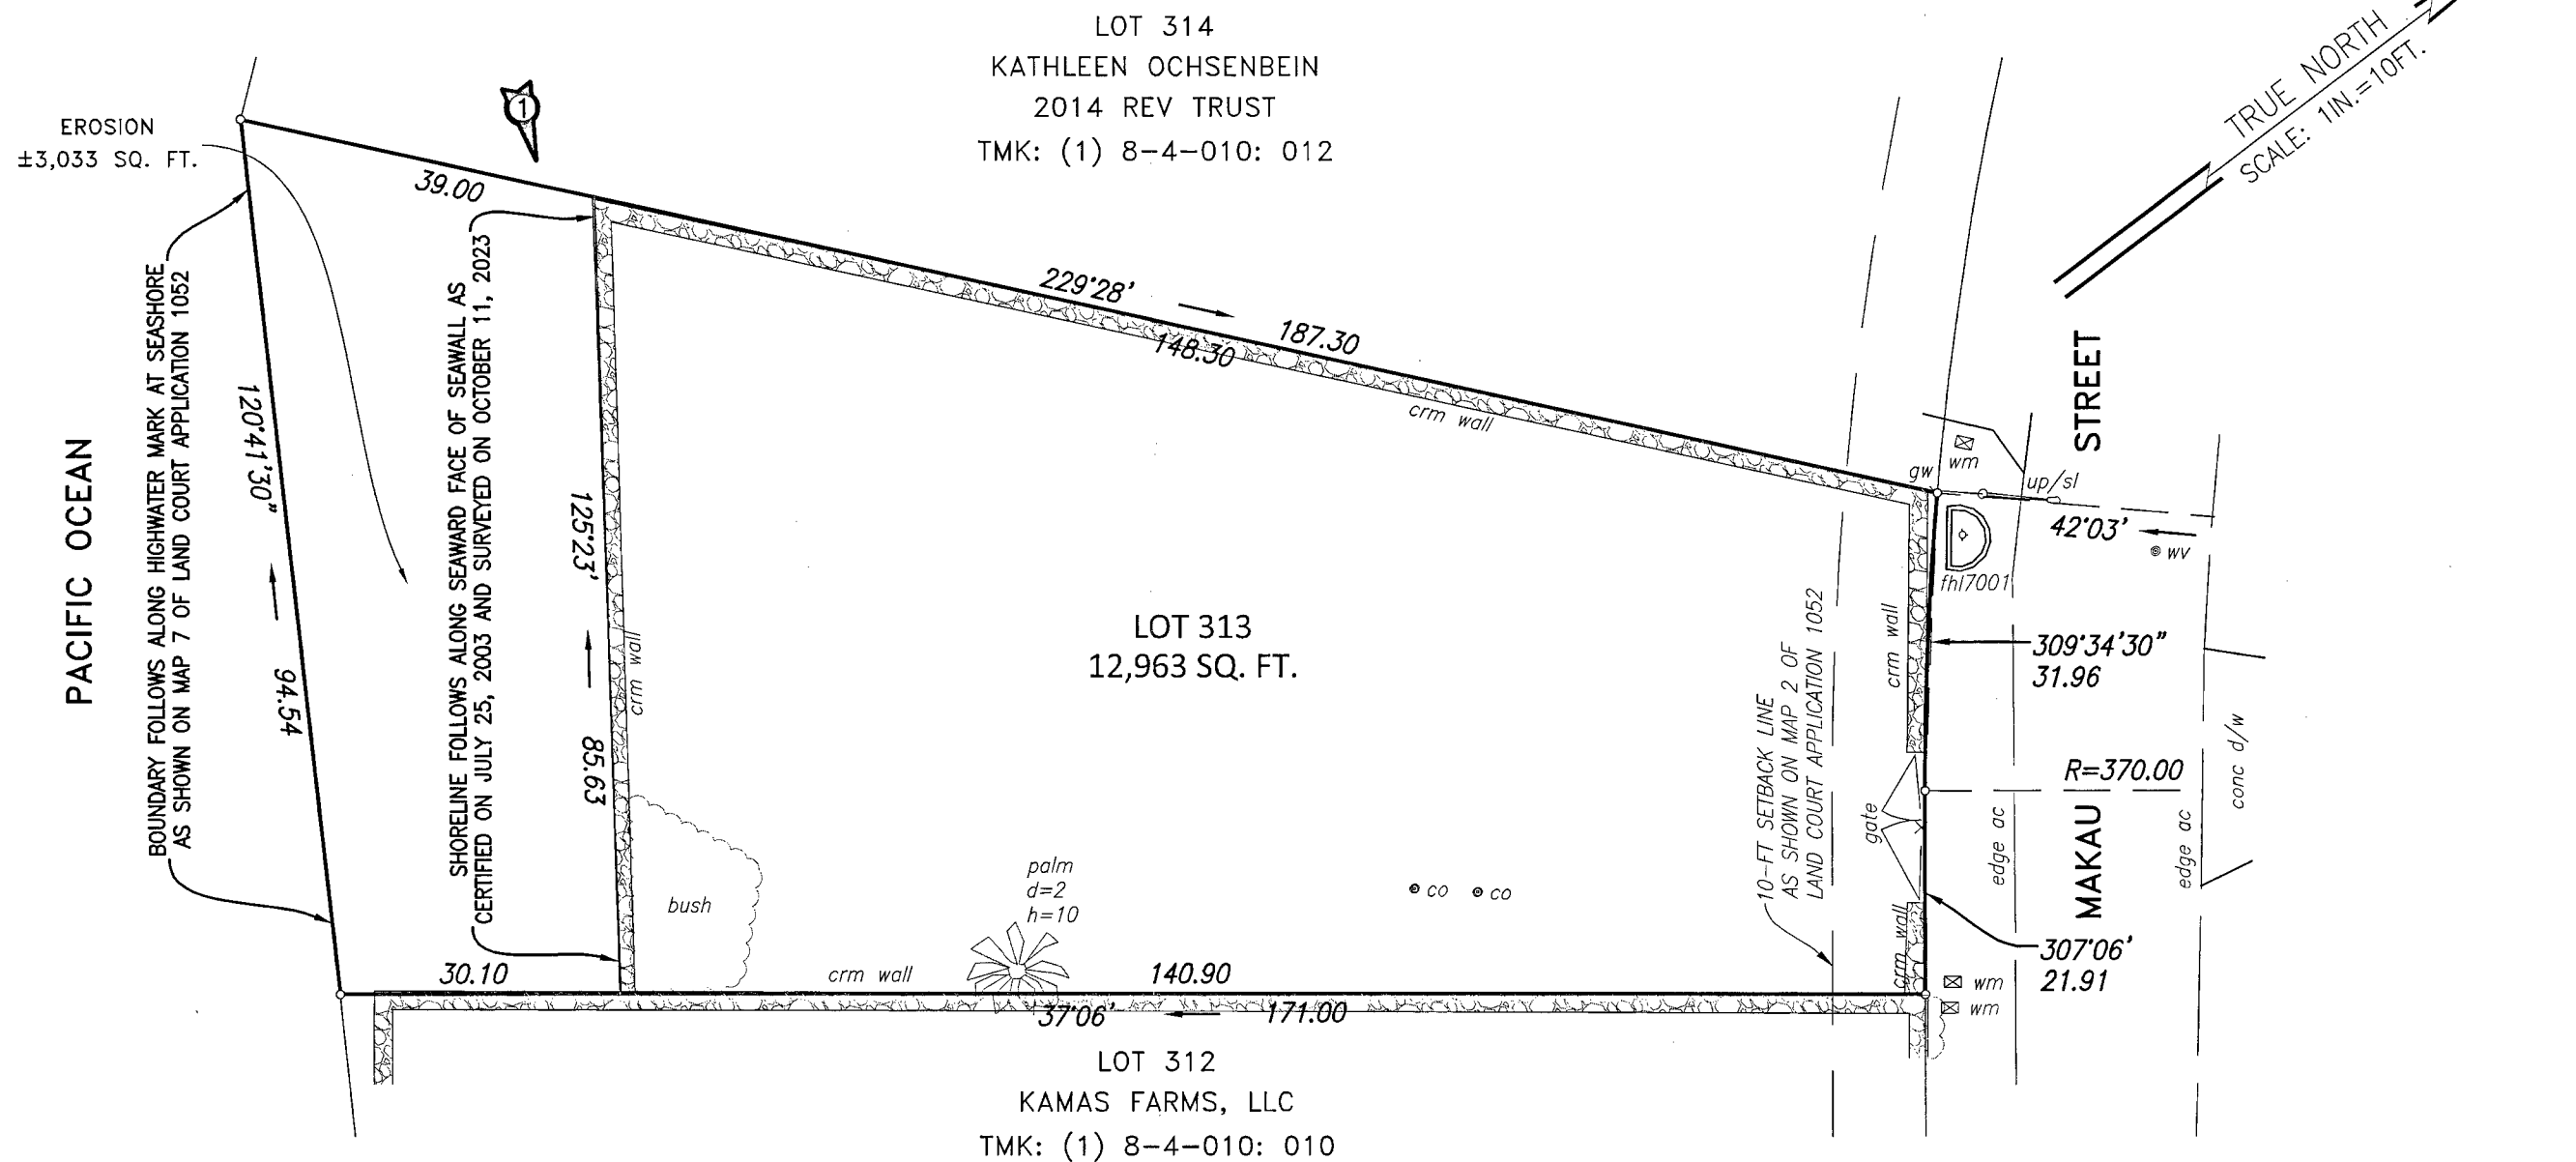 LOT 314
KATHLEEN OCHSENBEIN
2014 REV TRUST
TMK: (1) 8-4-010: 012
TRUE NORTH
SCALE: 1IN.=10FT.
1
EROSION
±3,033 SQ. FT.
39.00
229°28'
187.30
148.30
crm wall
PACIFIC OCEAN
BOUNDARY FOLLOWS ALONG HIGHWATER MARK AT SEASHORE
AS SHOWN ON MAP 7 OF LAND COURT APPLICATION 1052
120°41'30"
94.54
SHORELINE FOLLOWS ALONG SEAWARD FACE OF SEAWALL AS
CERTIFIED ON JULY 25, 2003 AND SURVEYED ON OCTOBER 11, 2023
125°23'
85.63
crm wall
LOT 313
12,963 SQ. FT.
10-FT SETBACK LINE
AS SHOWN ON MAP 2 OF
LAND COURT APPLICATION 1052
gw
wm
up/sl
42°03'
wv
fhl7001
crm wall
309°34'30"
31.96
R=370.00
gate
edge ac
MAKAU STREET
edge ac
conc d/w
crm wall
307°06'
21.91
wm
wm
bush
palm
d=2
h=10
co
co
30.10
crm wall
140.90
37°06'
171.00
LOT 312
KAMAS FARMS, LLC
TMK: (1) 8-4-010: 010